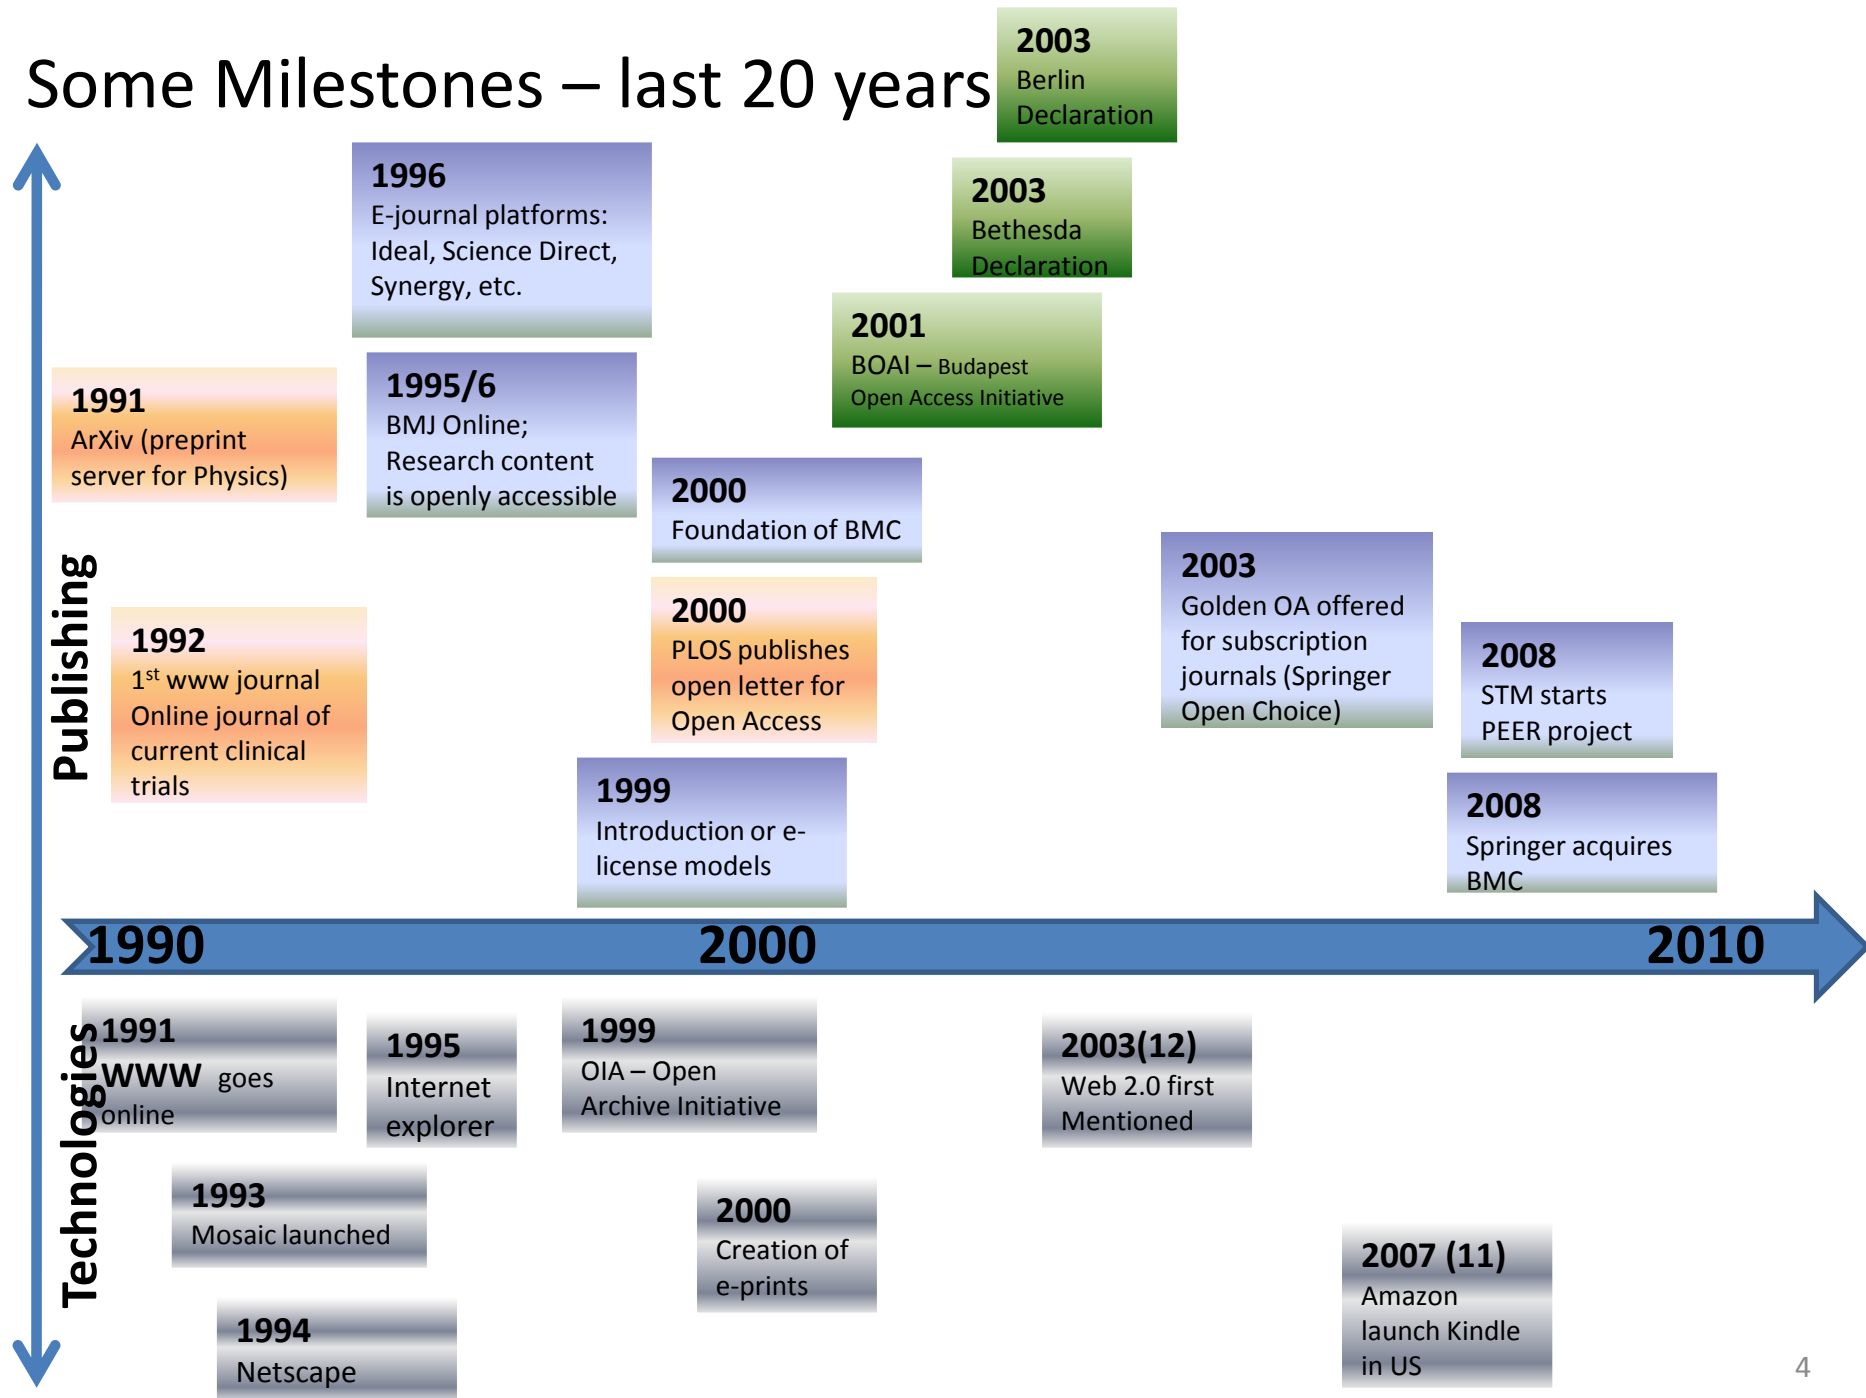 Some Milestones – last 20 years
2003
Berlin
Declaration
2003
Bethesda
Declaration
2001
BOAI – Budapest
Open Access Initiative
1996
E-journal platforms:
Ideal, Science Direct,
Synergy, etc.
1991
ArXiv (preprint
server for Physics)
1995/6
BMJ Online;
Research content
is openly accessible
2000
Foundation of BMC
2003
Golden OA offered
for subscription
journals (Springer
Open Choice)
Publishing
1992
1st www journal
Online journal of
current clinical
trials
2000
PLOS publishes
open letter for
Open Access
2008
STM starts
PEER project
1999
Introduction or e-
license models
2008
Springer acquires
BMC
1990 2000 2010
Technologies
1991
WWW goes
online
1995
Internet
explorer
1999
OIA – Open
Archive Initiative
2003(12)
Web 2.0 first
Mentioned
1993
Mosaic launched
2000
Creation of
e-prints
2007 (11)
Amazon
launch Kindle
in US
1994
Netscape
4